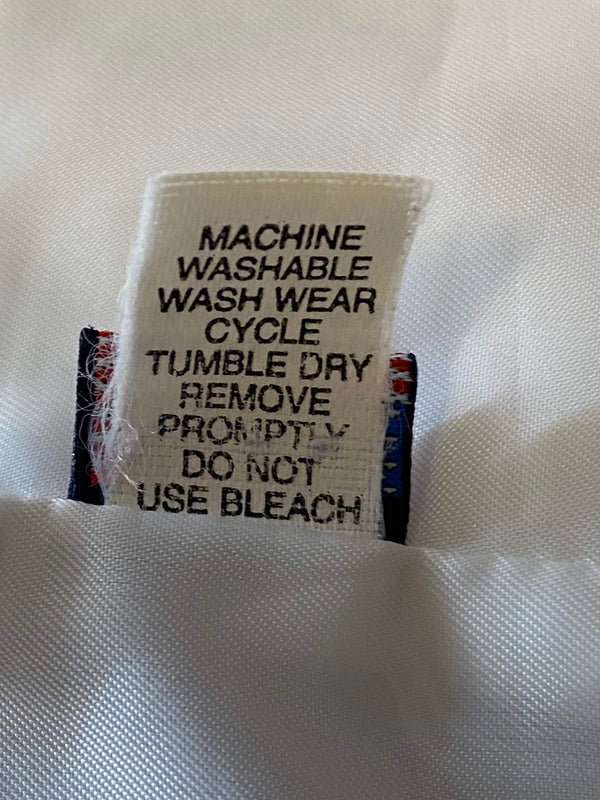 MACHINE
WASHABLE
WASH WEAR
CYCLE
TUMBLE DRY
REMOVE
PROMPTLY
DO NOT
USE BLEACH